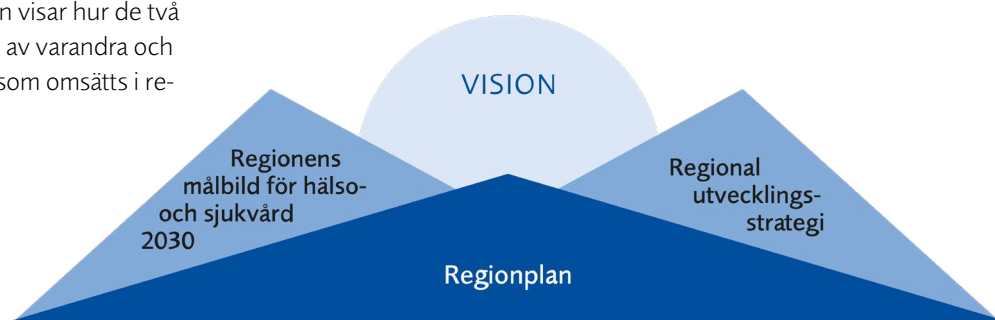 n visar hur de två
av varandra och
som omsätts i re-
VISION
Regionens
målbild för hälso-
och sjukvård
2030
Regional
utvecklings-
strategi
Regionplan